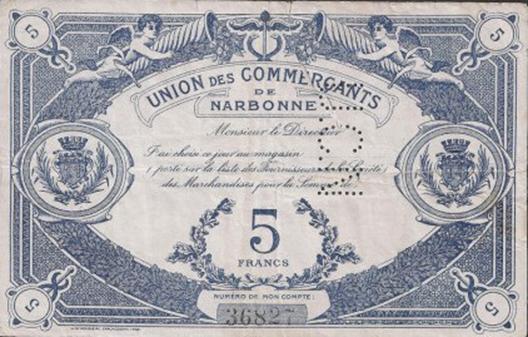 5 5
UNION DES COMMERÇANTS
DE
NARBONNE
Monsieur le Directeur
J'ai choisi ce jour au magasin
(porté sur la liste des Fournisseurs de la Société)
des Marchandises pour la Somme de
5
FRANCS
NUMÉRO DE MON COMPTE:
5 5
36827